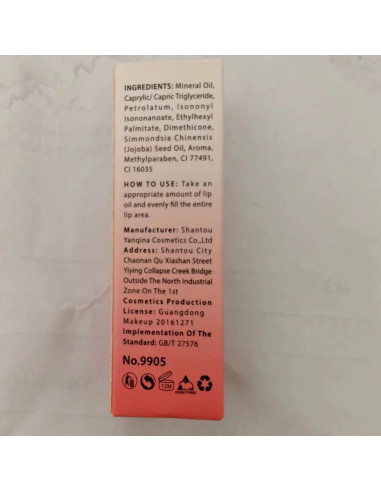 INGREDIENTS: Mineral Oil,
Caprylic/ Capric Triglyceride,
Petrolatum, Isononyl
Isononanoate, Ethylhexyl
Palmitate, Dimethicone,
Simmondsia Chinensis
(Jojoba) Seed Oil, Aroma,
Methylparaben, CI 77491,
CI 16035
HOW TO USE: Take an
appropriate amount of lip
oil and evenly fill the entire
lip area.
Manufacturer: Shantou
Yanqina Cosmetics Co.,Ltd
Address: Shantou City
Chaonan Qu Xiashan Street
Yiying Collapse Creek Bridge
Outside The North Industrial
Zone On The 1st
Cosmetics Production
License: Guangdong
Makeup 20161271
Implementation Of The
Standard: GB/T 27576
No.9905
12M